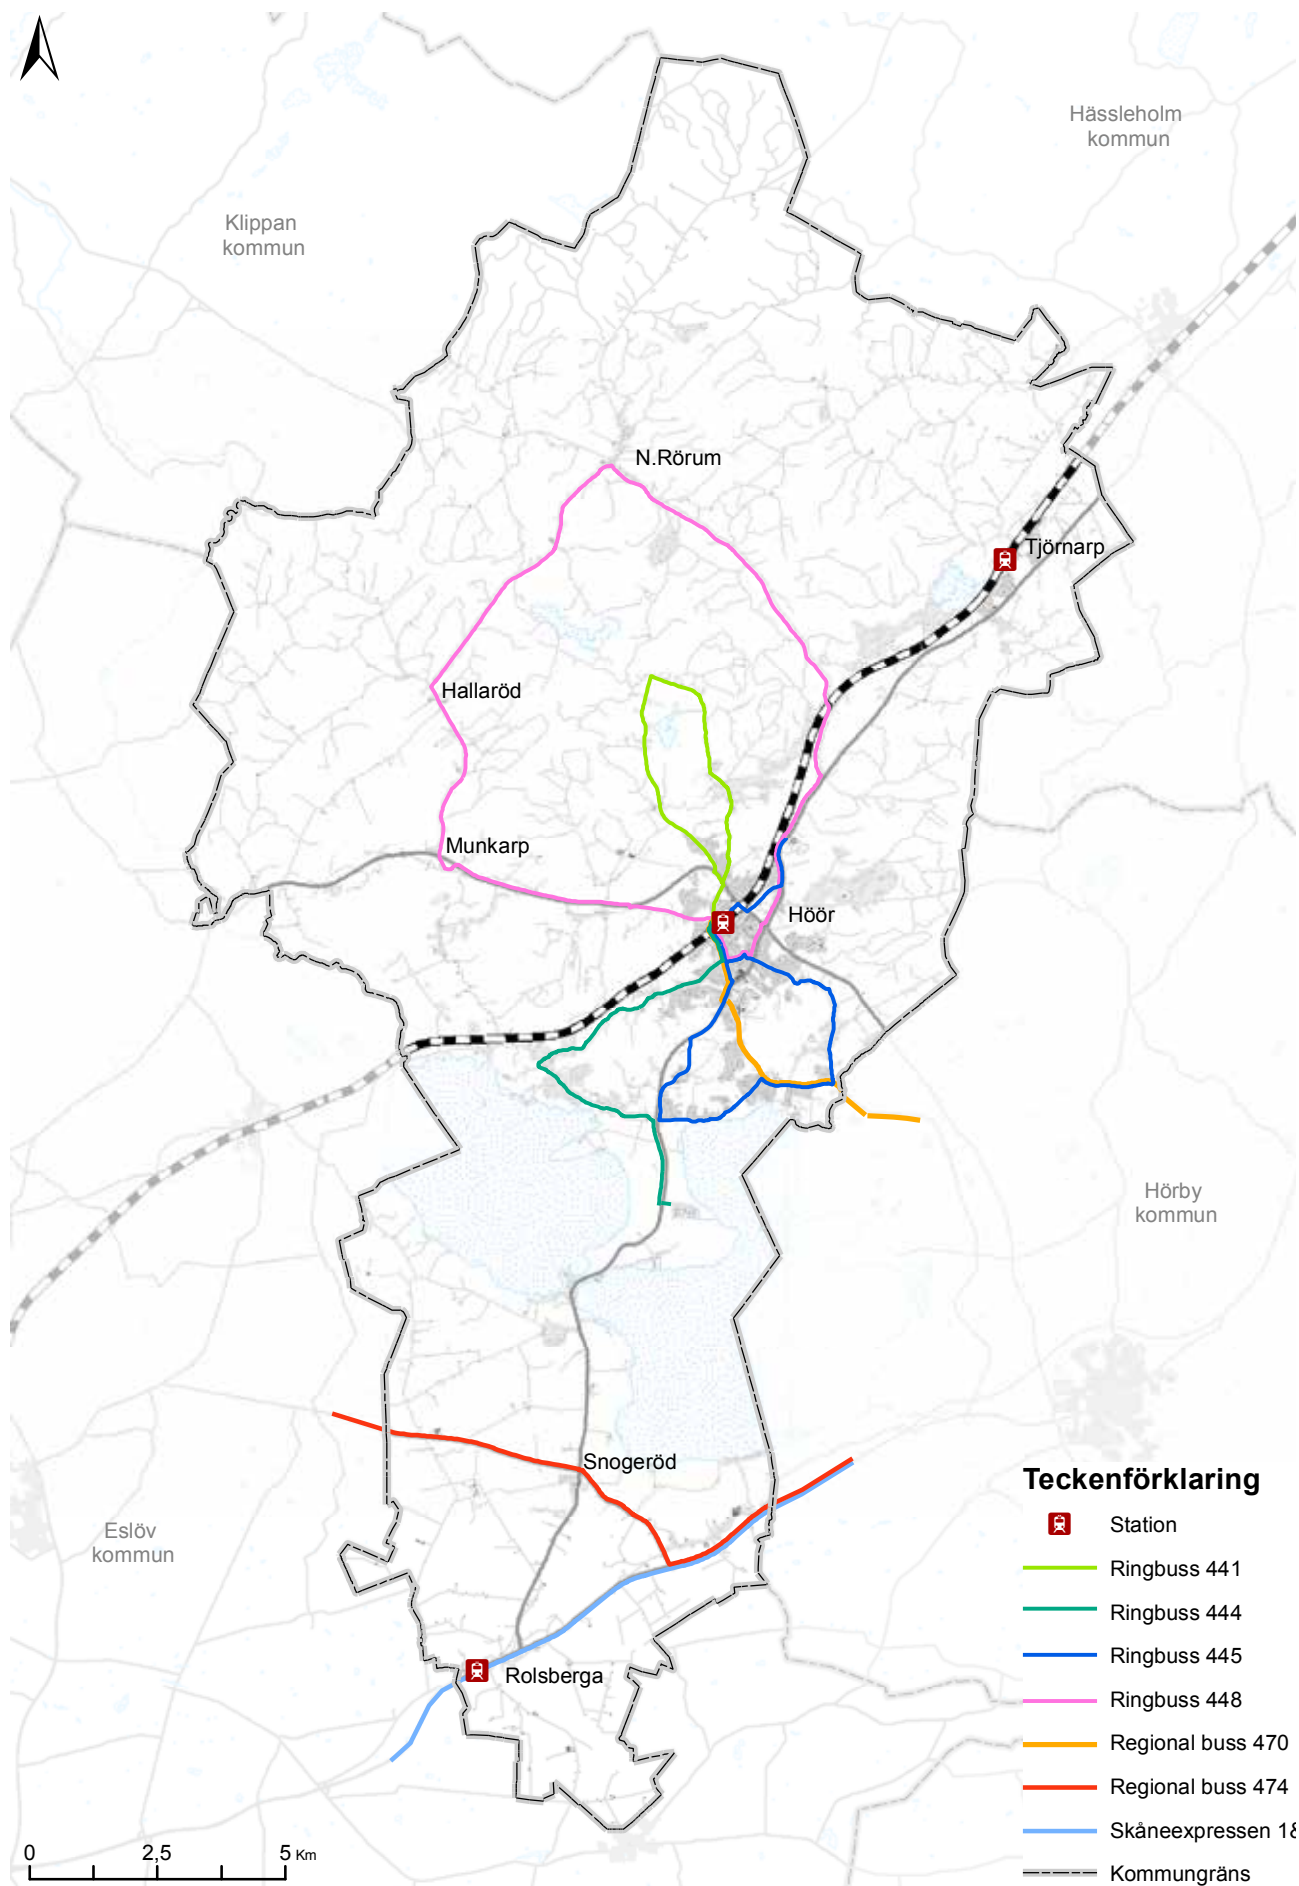 Hässleholm
kommun
Klippan
kommun
N.Rörum
Tjörnarp
Hallaröd
Munkarp
Höör
Hörby
kommun
Snogeröd
Eslöv
kommun
Rolsberga
Teckenförklaring
Station
Ringbuss 441
Ringbuss 444
Ringbuss 445
Ringbuss 448
Regional buss 470
Regional buss 474
Skåneexpressen 1&
Kommungräns
0 2,5 5 Km